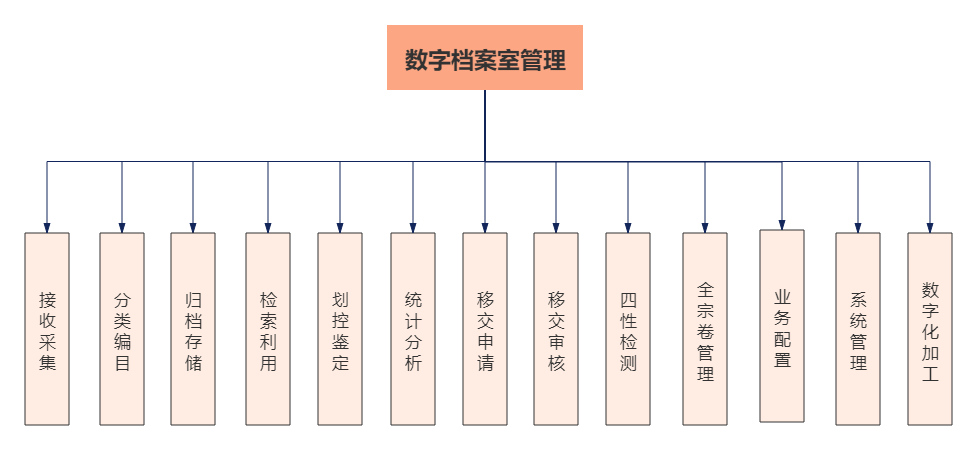 数字档案室管理
接收采集
分类编目
归档存储
检索利用
划控鉴定
统计分析
移交申请
移交审核
四性检测
全宗卷管理
业务配置
系统管理
数字化加工